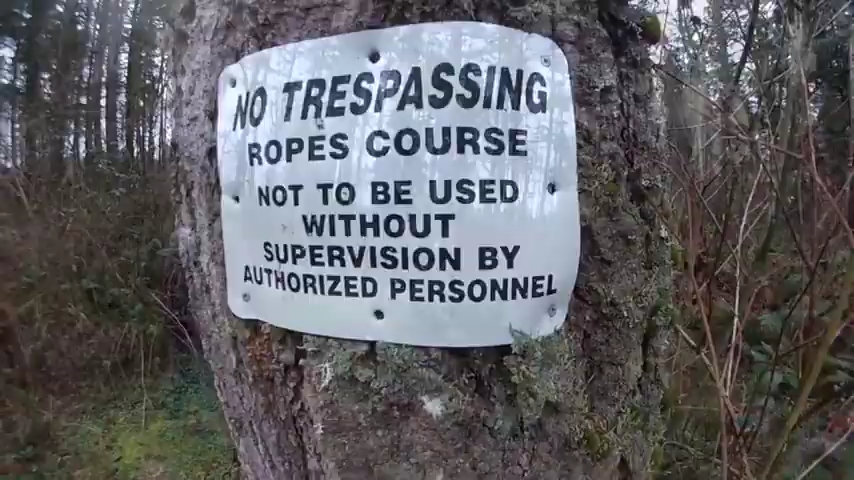 NO TRESPASSING
ROPES COURSE
NOT TO BE USED
WITHOUT
SUPERVISION BY
AUTHORIZED PERSONNEL